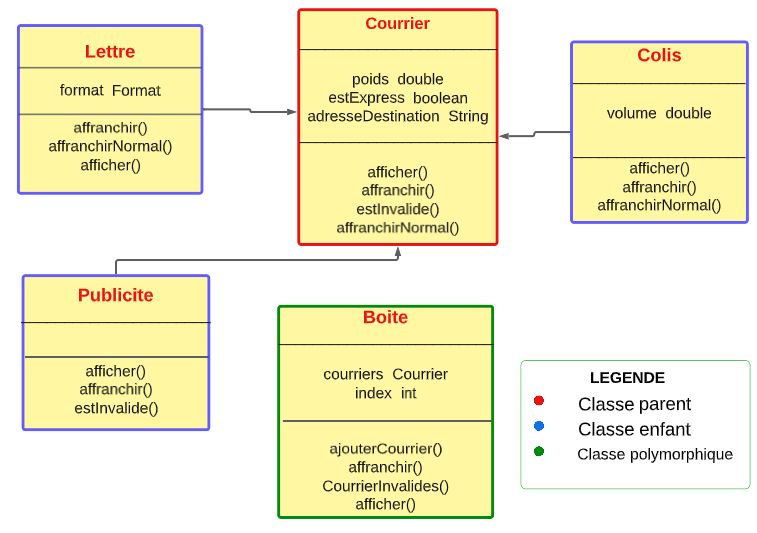 Courrier
poids double
estExpress boolean
adresseDestination String
afficher()
affranchir()
estInvalide()
affranchirNormal()
Lettre
format Format
affranchir()
affranchirNormal()
afficher()
Colis
volume double
afficher()
affranchir()
affranchirNormal()
Publicite
afficher()
affranchir()
estInvalide()
Boite
courriers Courrier
index int
ajouterCourrier()
affranchir()
CourrierInvalides()
afficher()
LEGENDE
Classe parent
Classe enfant
Classe polymorphique